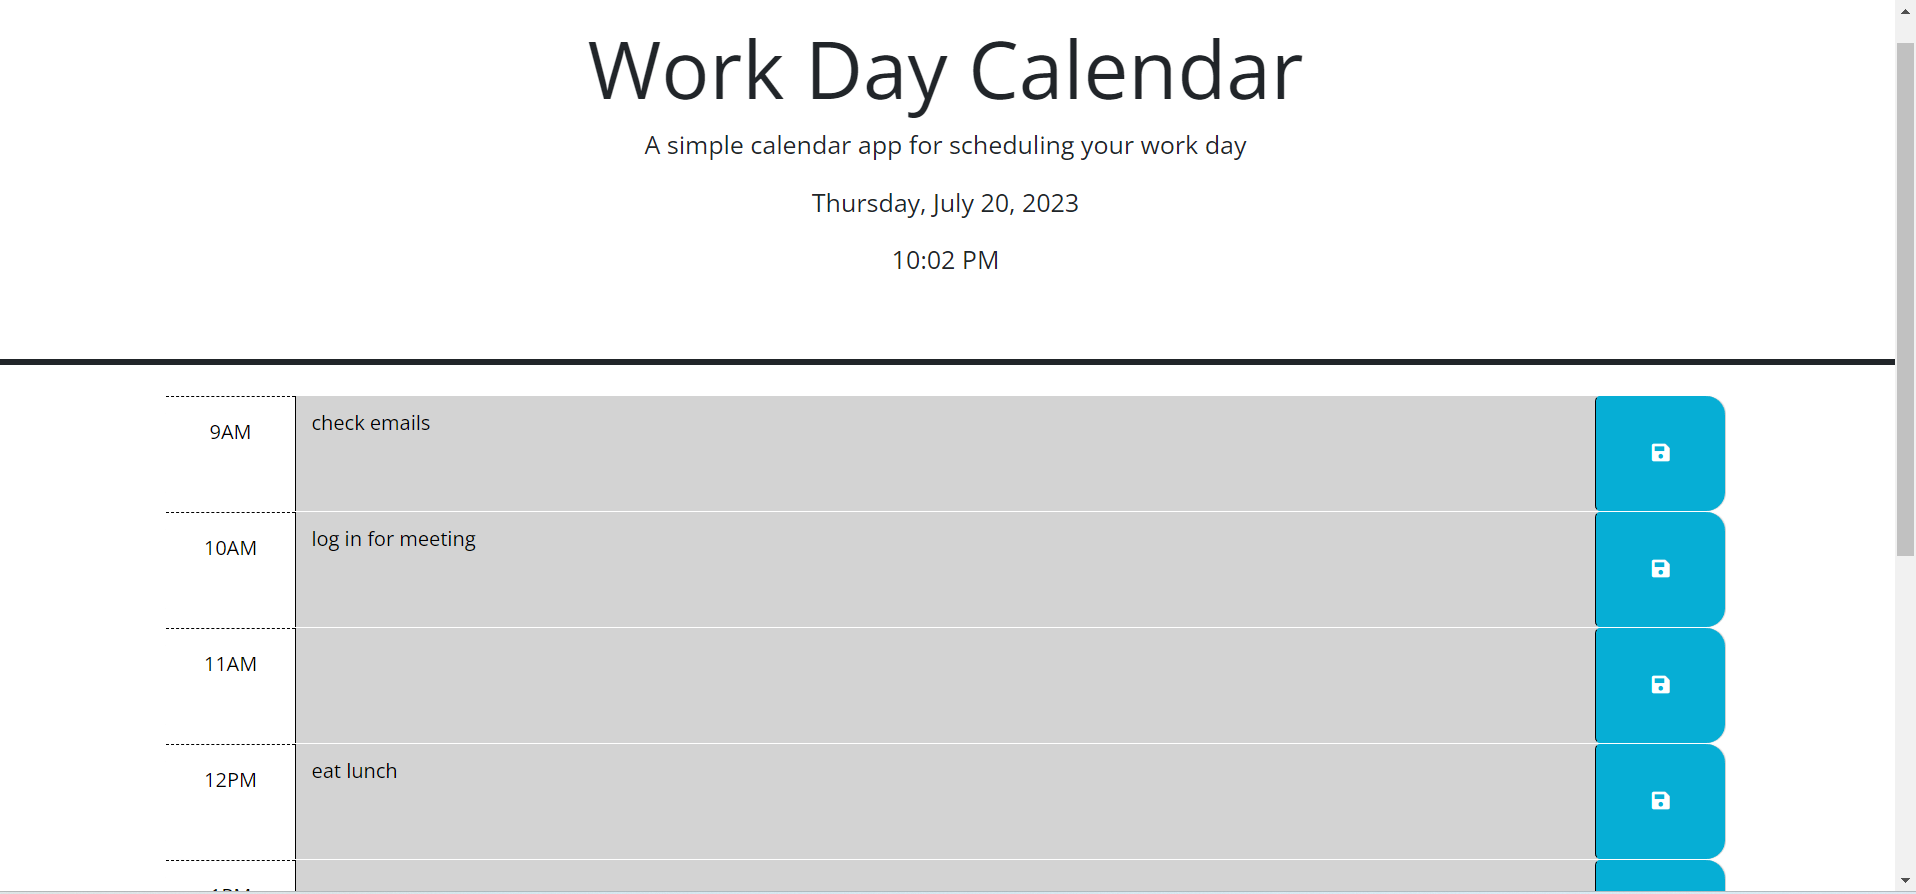 Work Day Calendar
A simple calendar app for scheduling your work day
Thursday, July 20, 2023
10:02 PM
9AM
check emails
10AM
log in for meeting
11AM
12PM
eat lunch
1PM